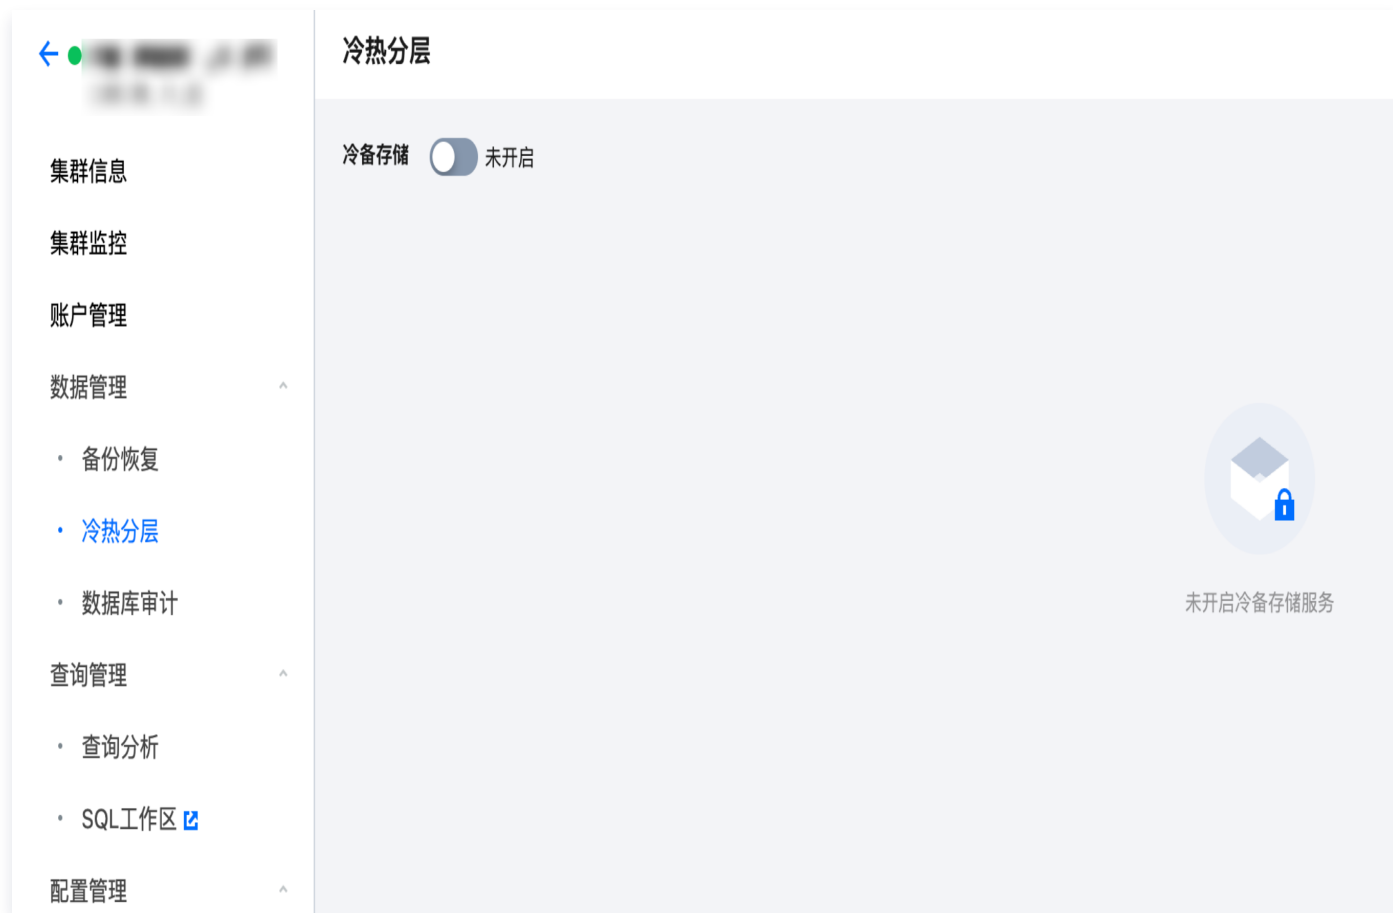 集群信息
集群监控
账户管理
数据管理
备份恢复
冷热分层
数据库审计
查询管理
查询分析
SQL工作区
配置管理
冷热分层
冷备存储 未开启
未开启冷备存储服务